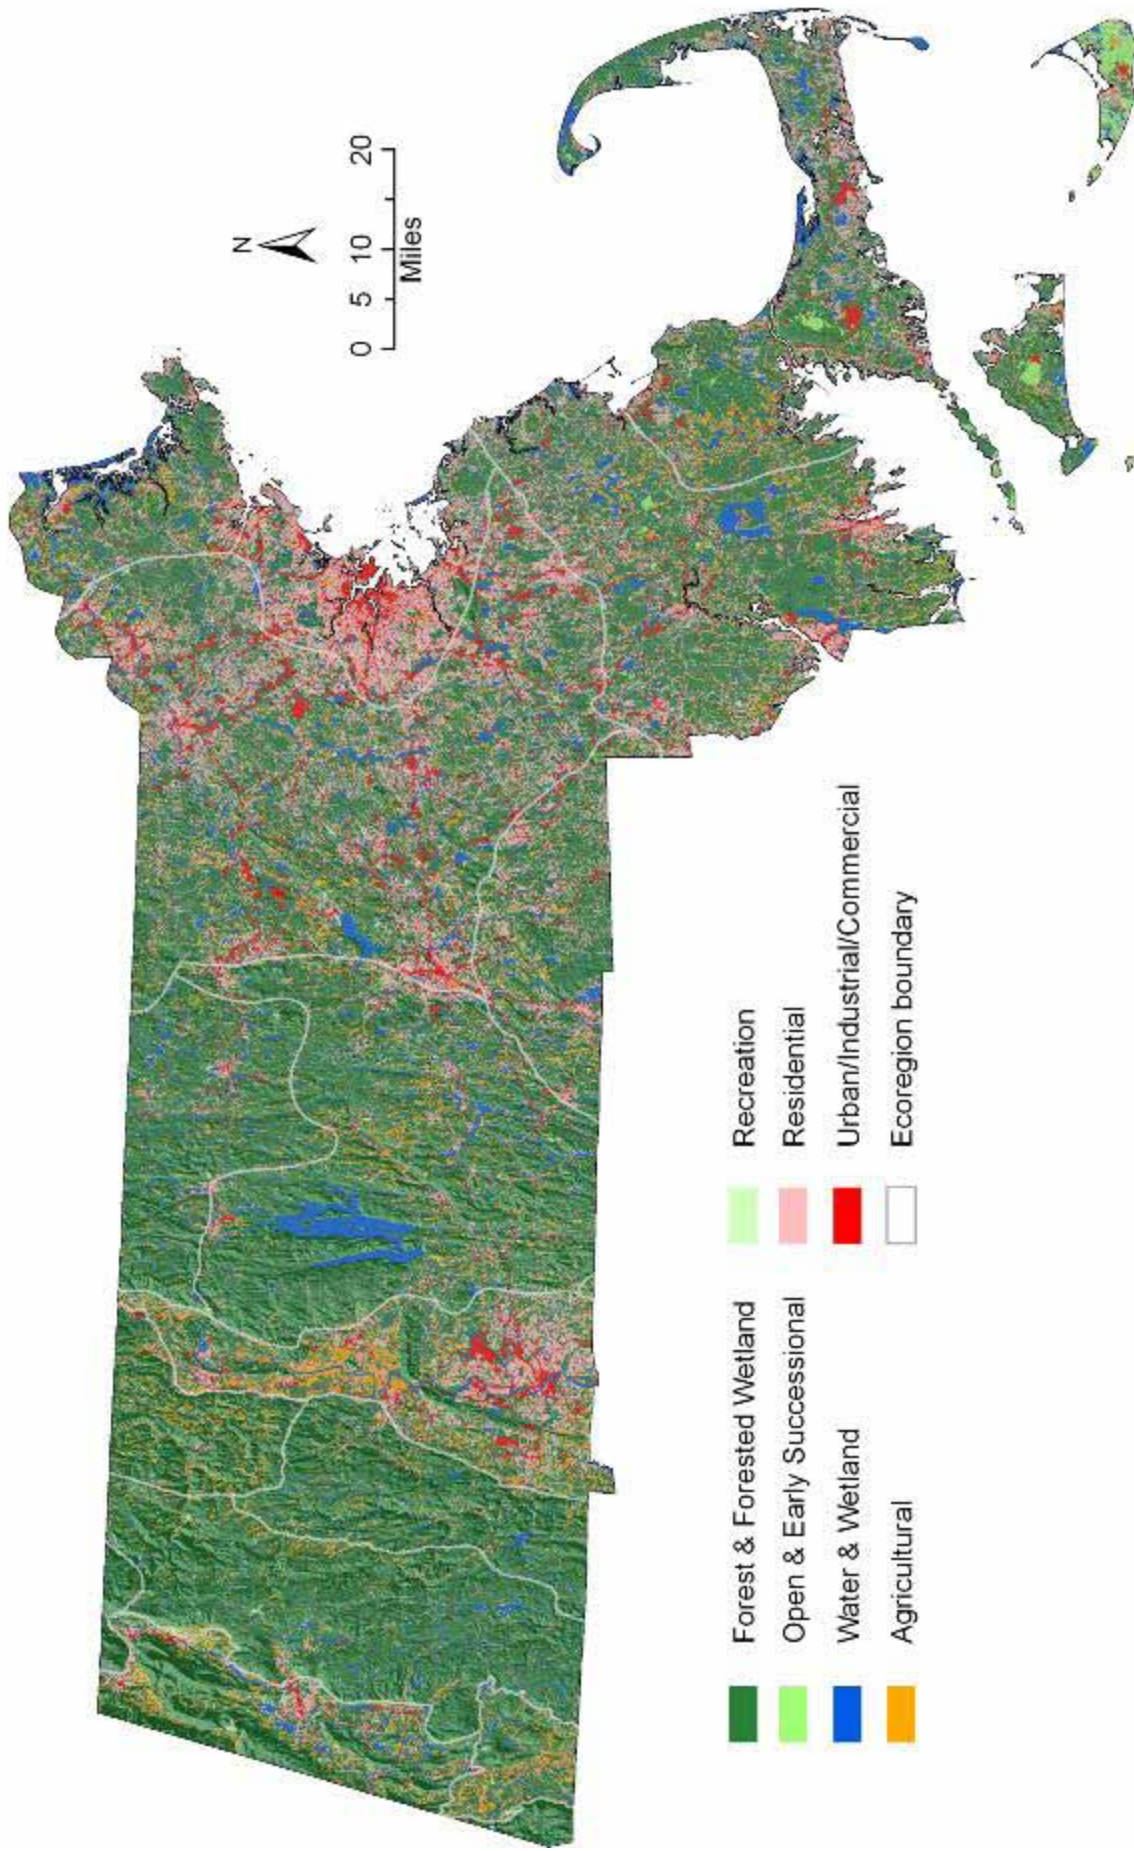 N
0 5 10 20
Miles
Forest & Forested Wetland
Open & Early Successional
Water & Wetland
Agricultural
Recreation
Residential
Urban/Industrial/Commercial
Ecoregion boundary